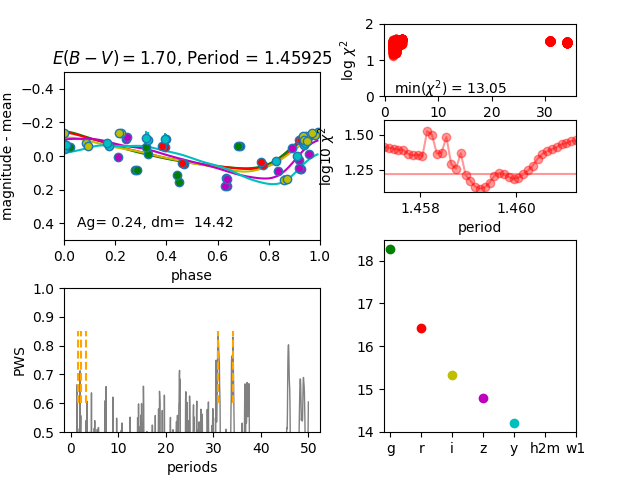 E(B − V) = 1.70, Period = 1.45925
magnitude - mean
−0.4
−0.2
0.0
0.2
0.4
Ag= 0.24, dm=  14.42
0.0 0.2 0.4 0.6 0.8 1.0
phase
log χ²
2
1
0
min(χ²) = 13.05
0 10 20 30
log10 χ²
1.50
1.25
1.458 1.460
period
PWS
1.0
0.9
0.8
0.7
0.6
0.5
0 10 20 30 40 50
periods
18
17
16
15
14
g r i z y h2m w1